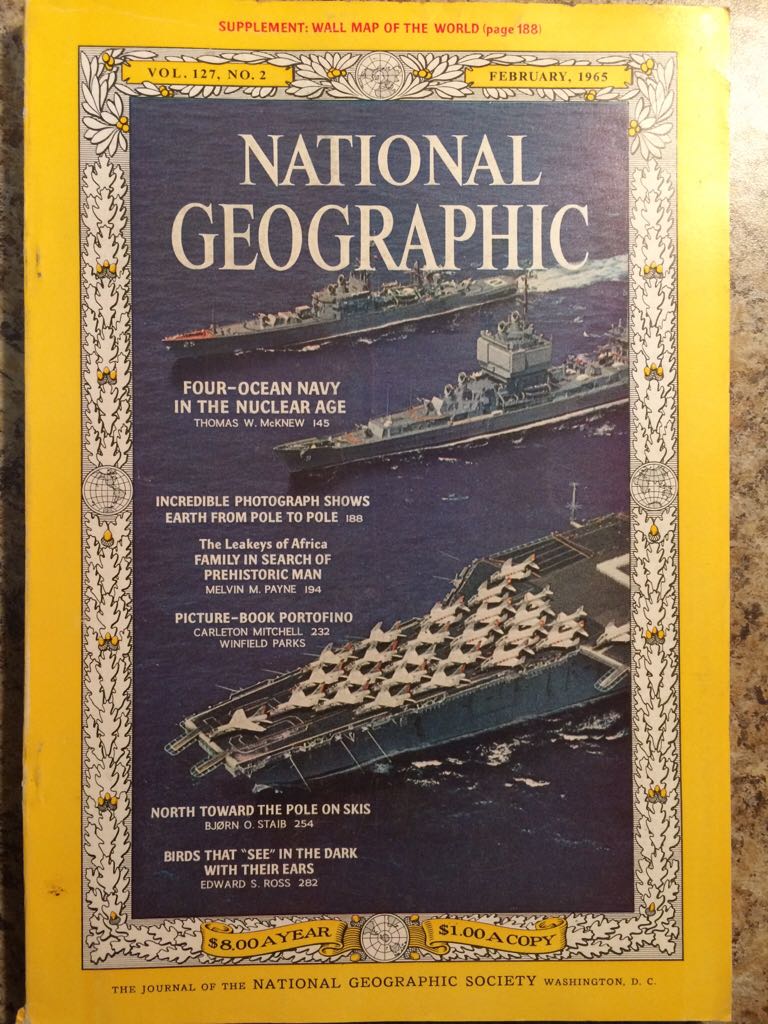 SUPPLEMENT: WALL MAP OF THE WORLD (page 188)
VOL. 127, NO. 2
FEBRUARY, 1965
NATIONAL
GEOGRAPHIC
FOUR-OCEAN NAVY
IN THE NUCLEAR AGE
THOMAS W. McKNEW 145
INCREDIBLE PHOTOGRAPH SHOWS
EARTH FROM POLE TO POLE 188
The Leakeys of Africa
FAMILY IN SEARCH OF
PREHISTORIC MAN
MELVIN M. PAYNE 194
PICTURE-BOOK PORTOFINO
CARLETON MITCHELL 232
WINFIELD PARKS
NORTH TOWARD THE POLE ON SKIS
BJØRN O. STAIB 254
BIRDS THAT "SEE" IN THE DARK
WITH THEIR EARS
EDWARD S. ROSS 282
$8.00 A YEAR
$1.00 A COPY
THE JOURNAL OF THE NATIONAL GEOGRAPHIC SOCIETY WASHINGTON, D. C.